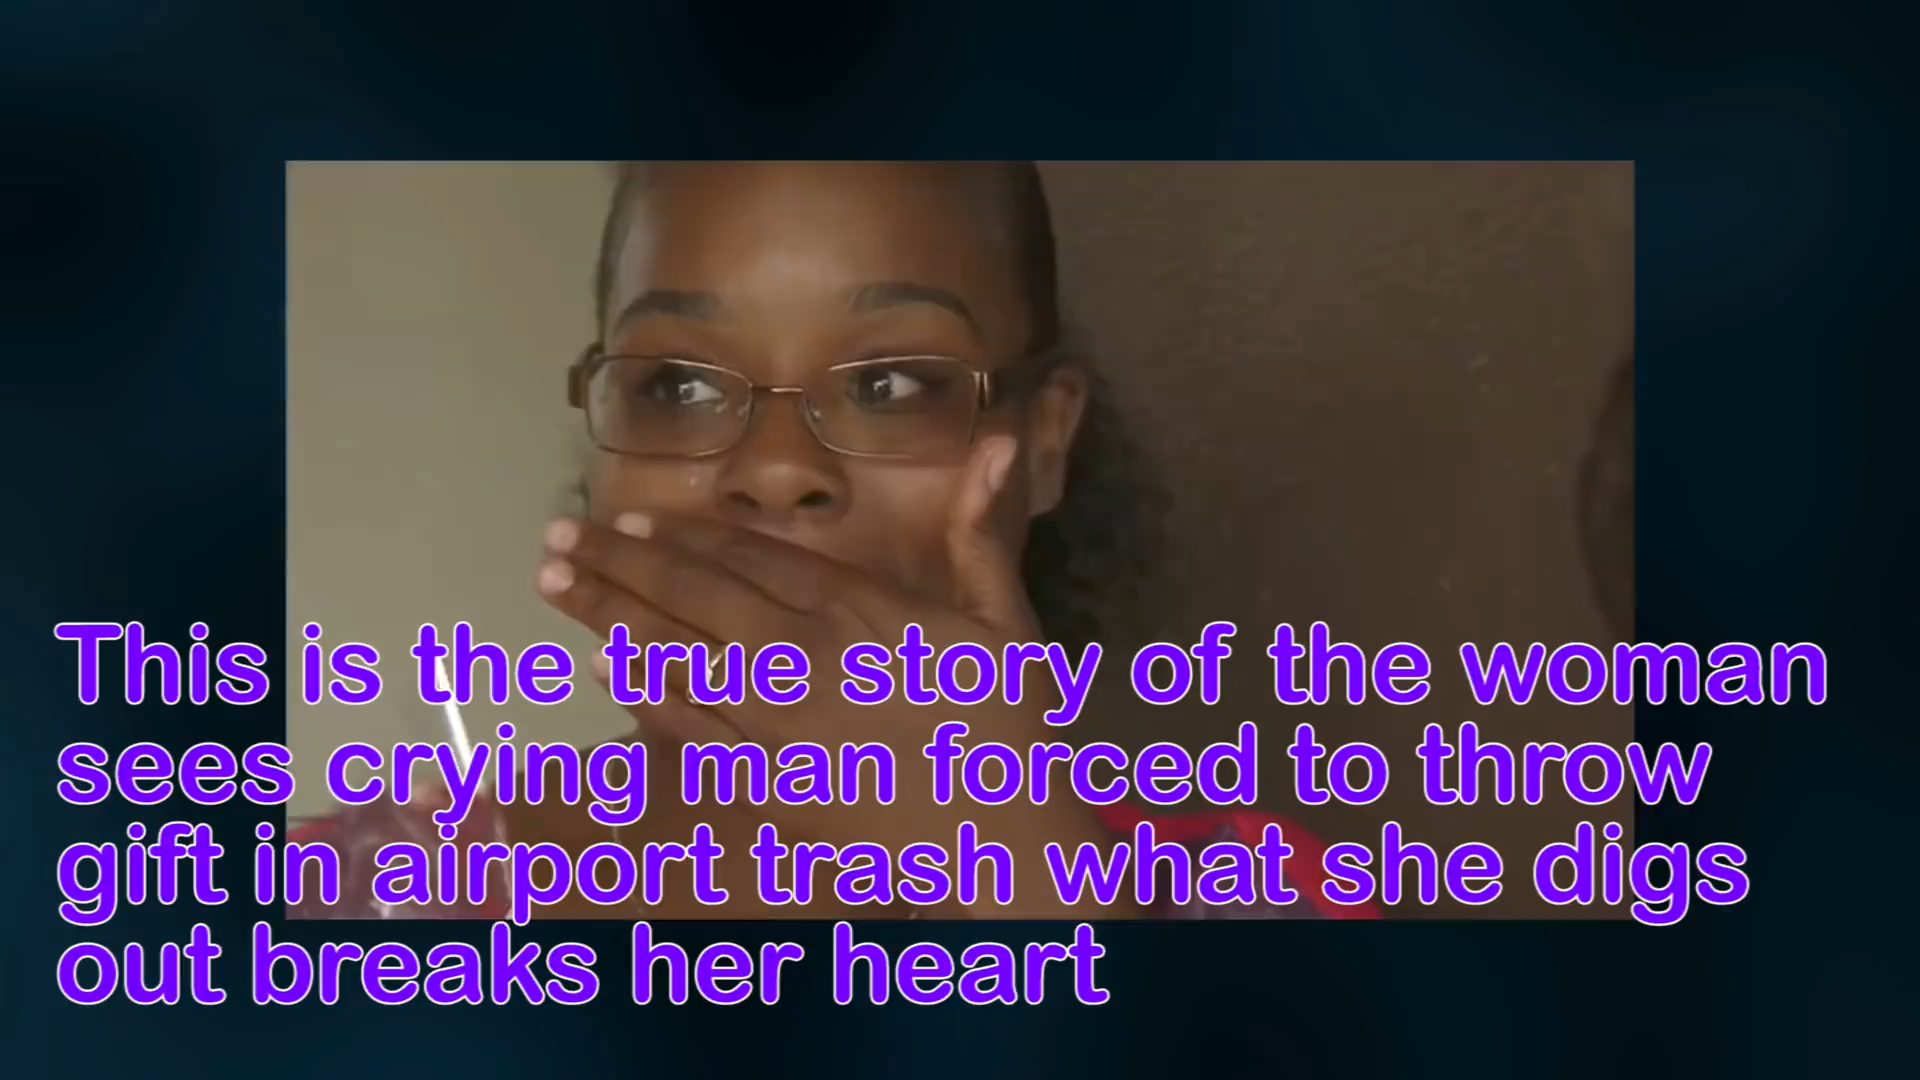 This is the true story of the woman
sees crying man forced to throw
gift in airport trash what she digs
out breaks her heart